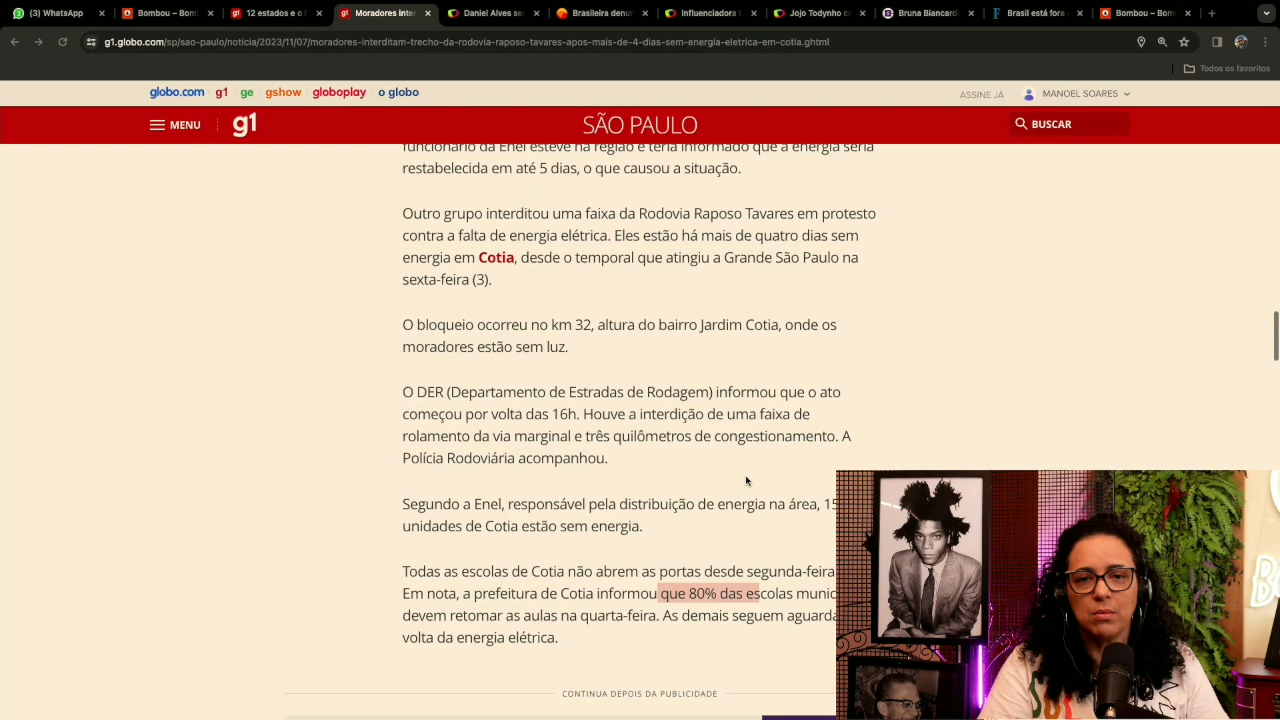 (3) WhatsApp
Bombou – Bom
12 estados e o l
Moradores inte
Daniel Alves se
Brasileira denu
Influenciadora l
Jojo Todynho c
Bruna Biancard
Brasil está fora
Bombou – Bom
g1.globo.com/sp/sao-paulo/noticia/2023/11/07/moradores-interditam-trecho-da-rodovia-raposo-tavares-apos-mais-de-4-dias-sem-energia-eletrica-em-cotia.ghtml
Todos os favoritos
globo.com g1 ge gshow globoplay o globo
ASSINE JÁ MANOEL SOARES
MENU g1 SÃO PAULO BUSCAR
funcionário da Enel esteve na região e teria informado que a energia seria
restabelecida em até 5 dias, o que causou a situação.
Outro grupo interditou uma faixa da Rodovia Raposo Tavares em protesto
contra a falta de energia elétrica. Eles estão há mais de quatro dias sem
energia em Cotia, desde o temporal que atingiu a Grande São Paulo na
sexta-feira (3).
O bloqueio ocorreu no km 32, altura do bairro Jardim Cotia, onde os
moradores estão sem luz.
O DER (Departamento de Estradas de Rodagem) informou que o ato
começou por volta das 16h. Houve a interdição de uma faixa de
rolamento da via marginal e três quilômetros de congestionamento. A
Polícia Rodoviária acompanhou.
Segundo a Enel, responsável pela distribuição de energia na área, 15
unidades de Cotia estão sem energia.
Todas as escolas de Cotia não abrem as portas desde segunda-feira
Em nota, a prefeitura de Cotia informou que 80% das escolas munic
devem retomar as aulas na quarta-feira. As demais seguem aguarda
volta da energia elétrica.
CONTINUA DEPOIS DA PUBLICIDADE